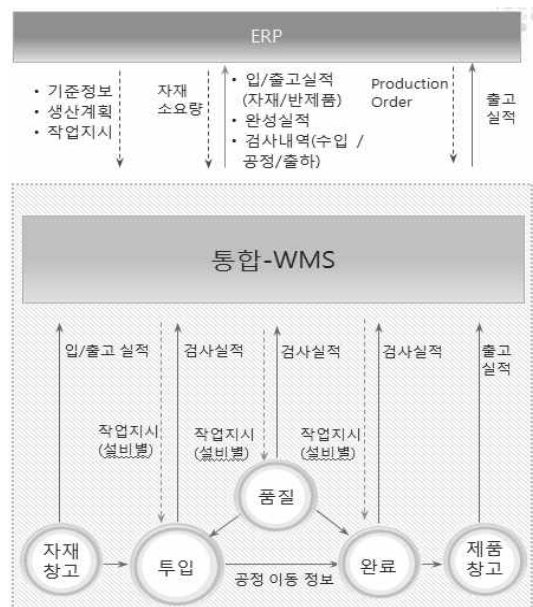 ERP
• 기준정보
• 생산계획
• 작업지시
자재
소요량
• 입/출고실적
(자재/반제품)
• 완성실적
• 검사내역(수입 /
공정/출하)
Production
Order
출고
실적
통합-WMS
입/출고 실적
검사실적
검사실적
검사실적
출고
실적
작업지시
(설비별)
작업지시
(설비별)
작업지시
(설비별)
품질
자재
창고
투입
공정 이동 정보
완료
제품
창고